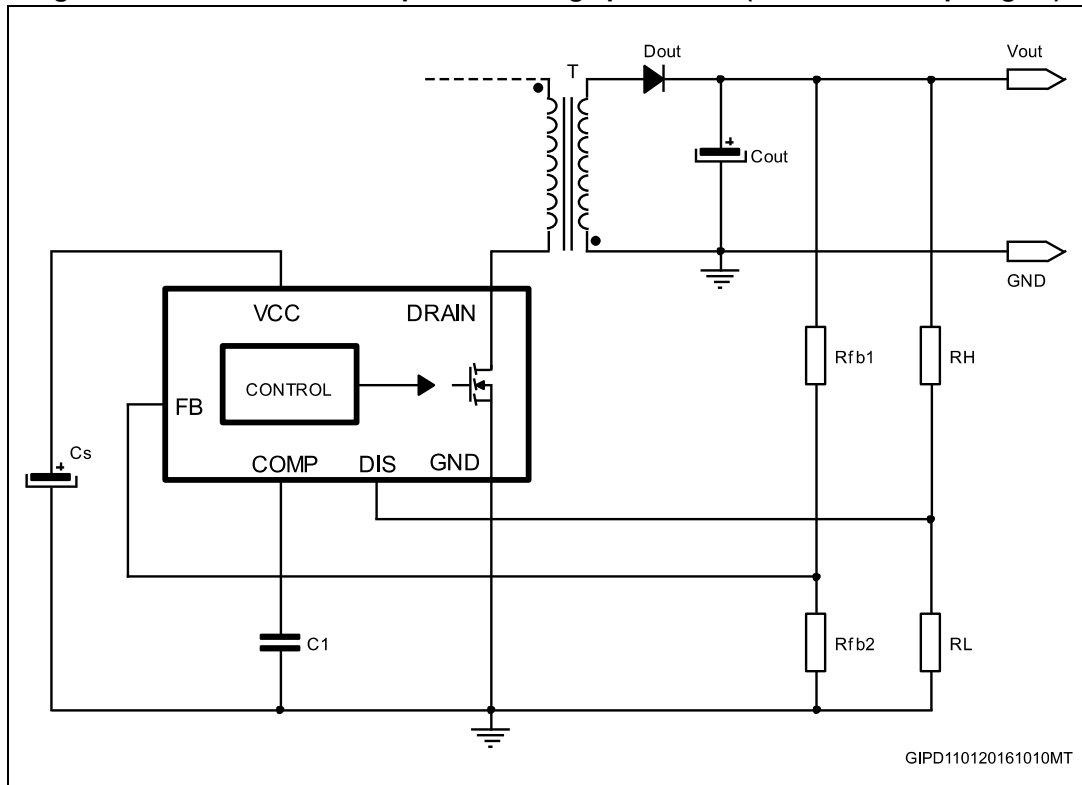 Dout
Vout
T
Cout
GND
VCC
DRAIN
Rfb1
RH
CONTROL
FB
Cs
COMP
DIS
GND
C1
Rfb2
RL
GIPD110120161010MT